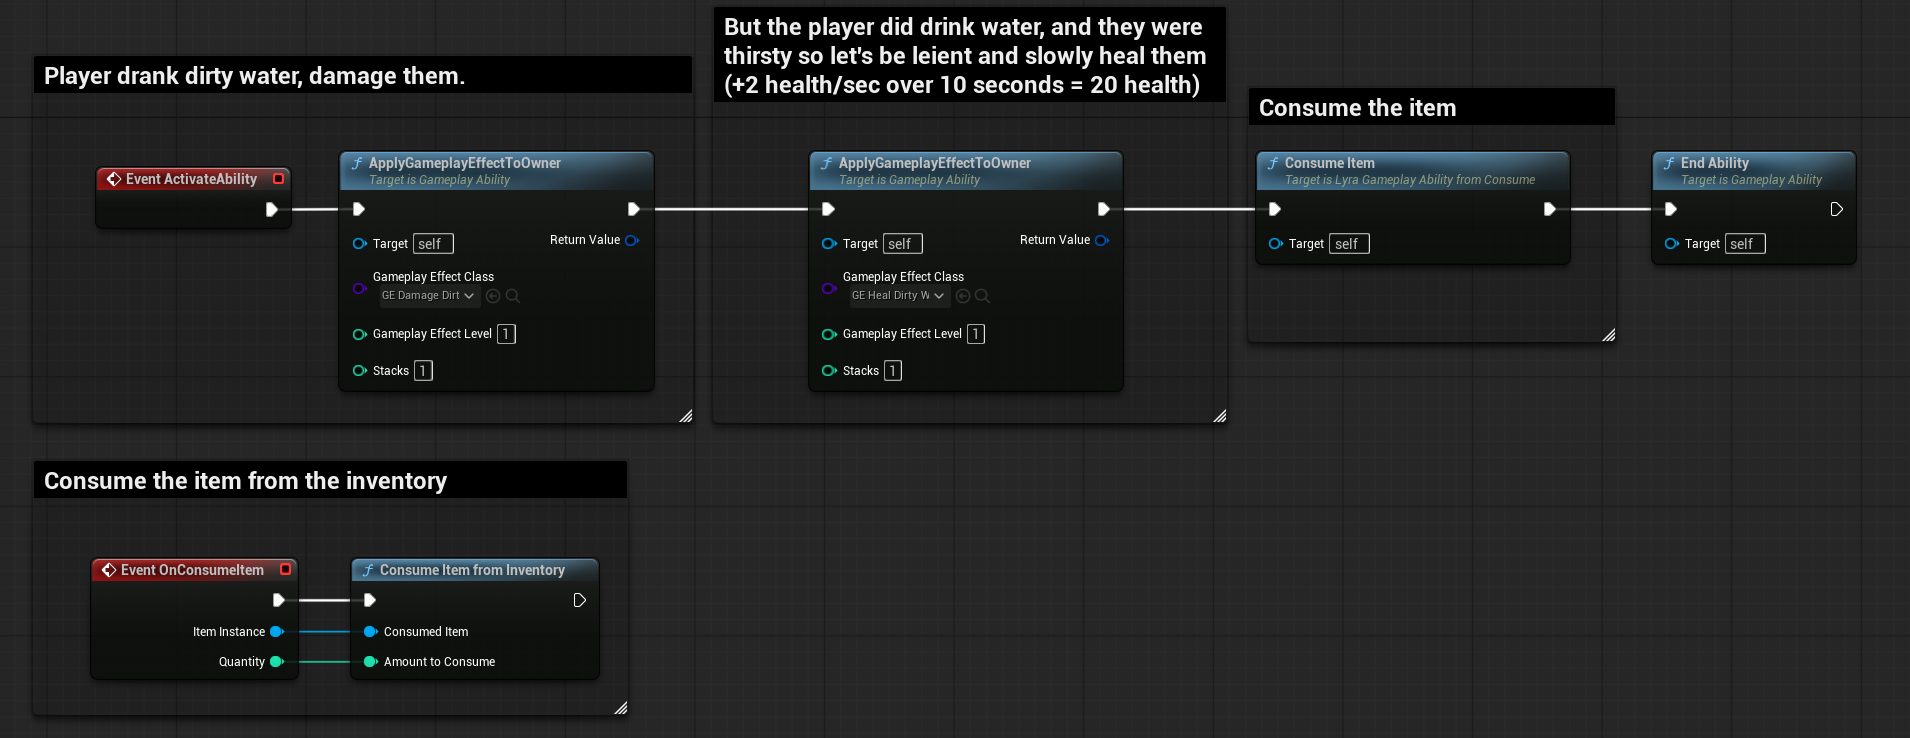 Player drank dirty water, damage them.
But the player did drink water, and they were
thirsty so let's be leient and slowly heal them
(+2 health/sec over 10 seconds = 20 health)
Consume the item
Event ActivateAbility
ApplyGameplayEffectToOwner
Target is Gameplay Ability
Target self
Return Value
Gameplay Effect Class
GE Damage Dirt
Gameplay Effect Level 1
Stacks 1
ApplyGameplayEffectToOwner
Target is Gameplay Ability
Target self
Return Value
Gameplay Effect Class
GE Heal Dirty W
Gameplay Effect Level 1
Stacks 1
Consume Item
Target is Lyra Gameplay Ability from Consume
Target self
End Ability
Target is Gameplay Ability
Target self
Consume the item from the inventory
Event OnConsumeItem
Item Instance
Quantity
Consume Item from Inventory
Consumed Item
Amount to Consume